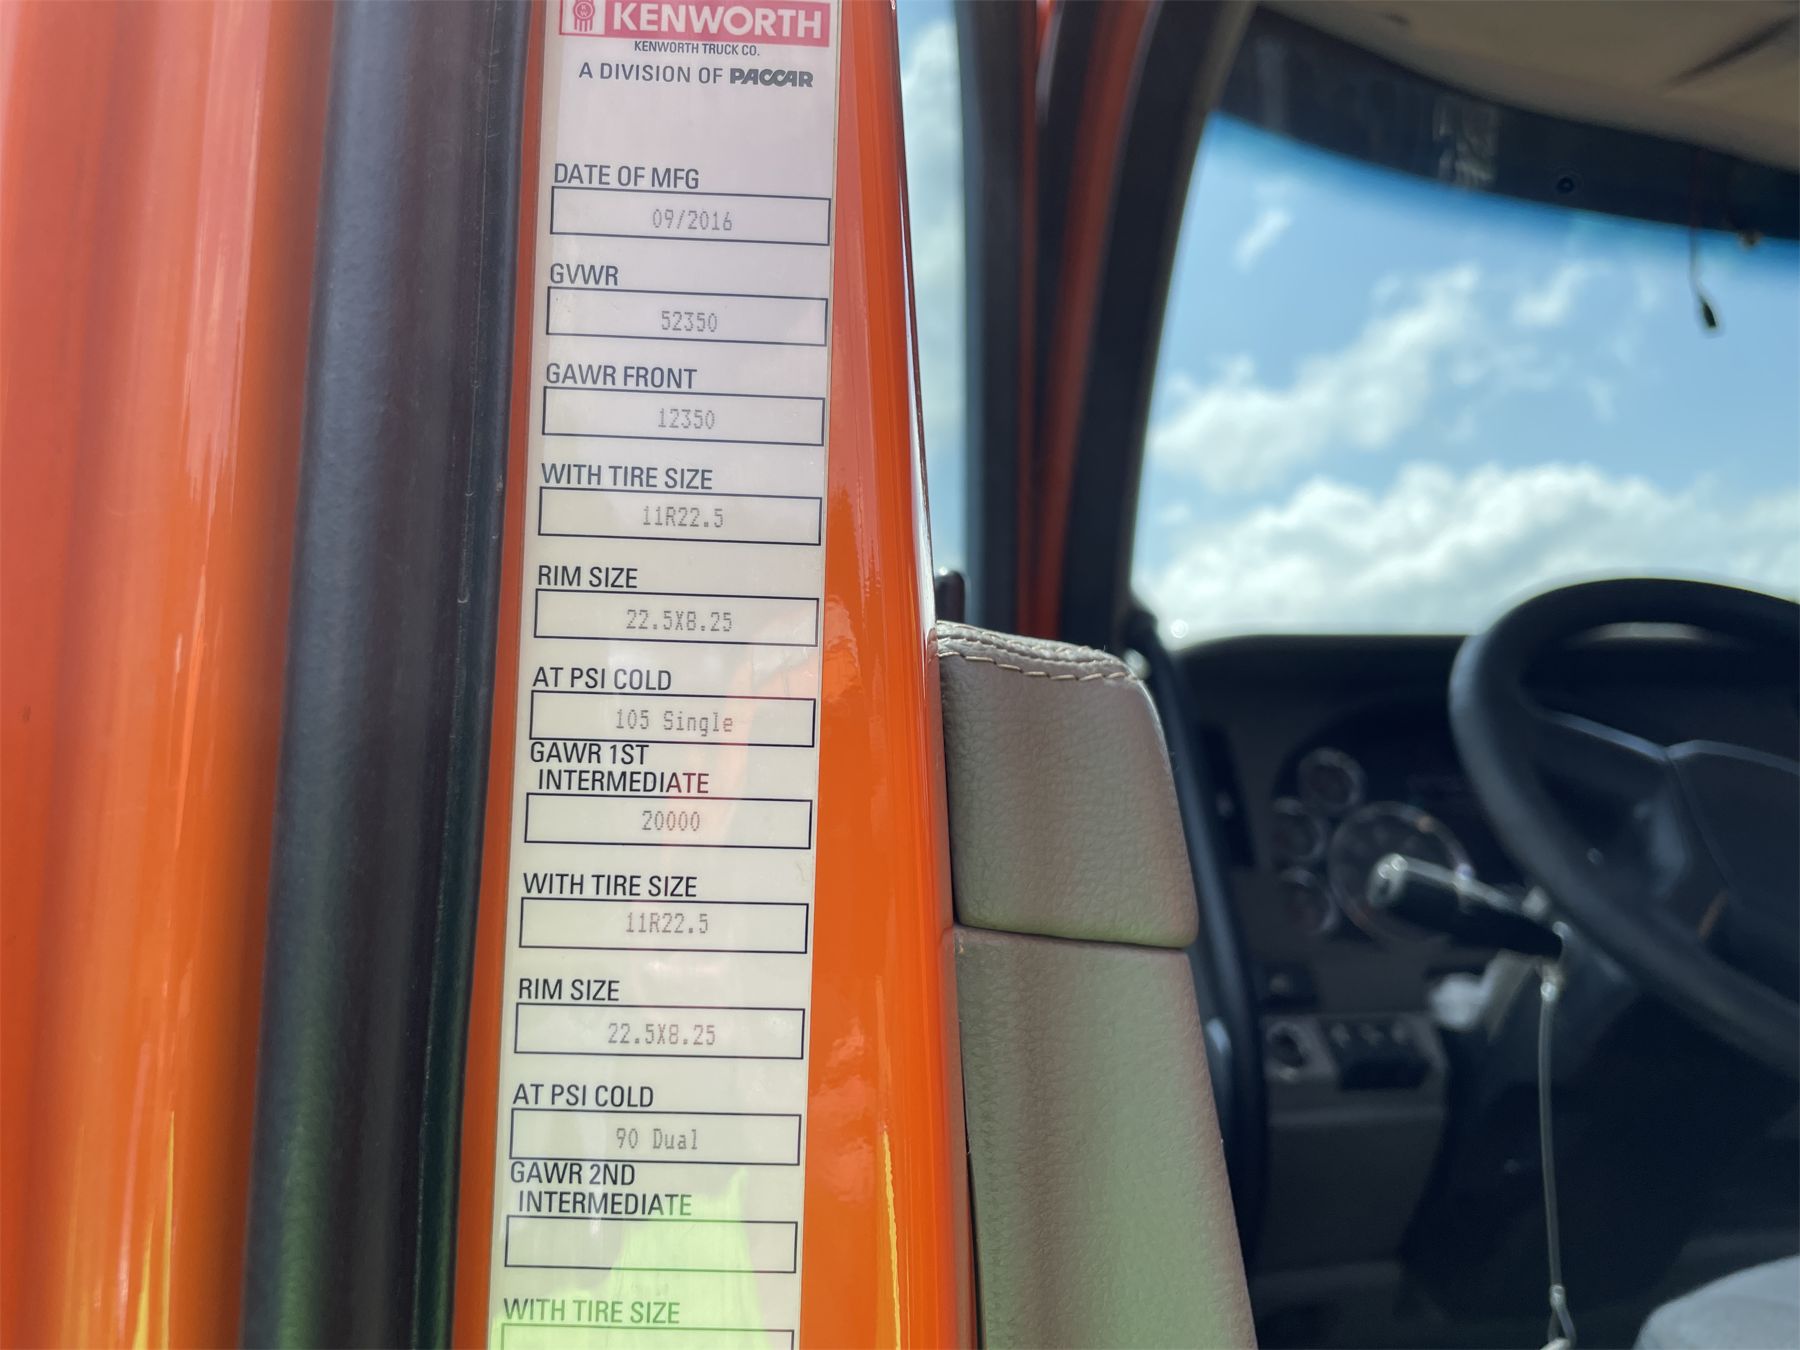 KENWORTH
KENWORTH TRUCK CO.
A DIVISION OF PACCAR
DATE OF MFG
09/2016
GVWR
52350
GAWR FRONT
12350
WITH TIRE SIZE
11R22.5
RIM SIZE
22.5X8.25
AT PSI COLD
105 Single
GAWR 1ST
INTERMEDIATE
20000
WITH TIRE SIZE
11R22.5
RIM SIZE
22.5X8.25
AT PSI COLD
90 Dual
GAWR 2ND
INTERMEDIATE
WITH TIRE SIZE